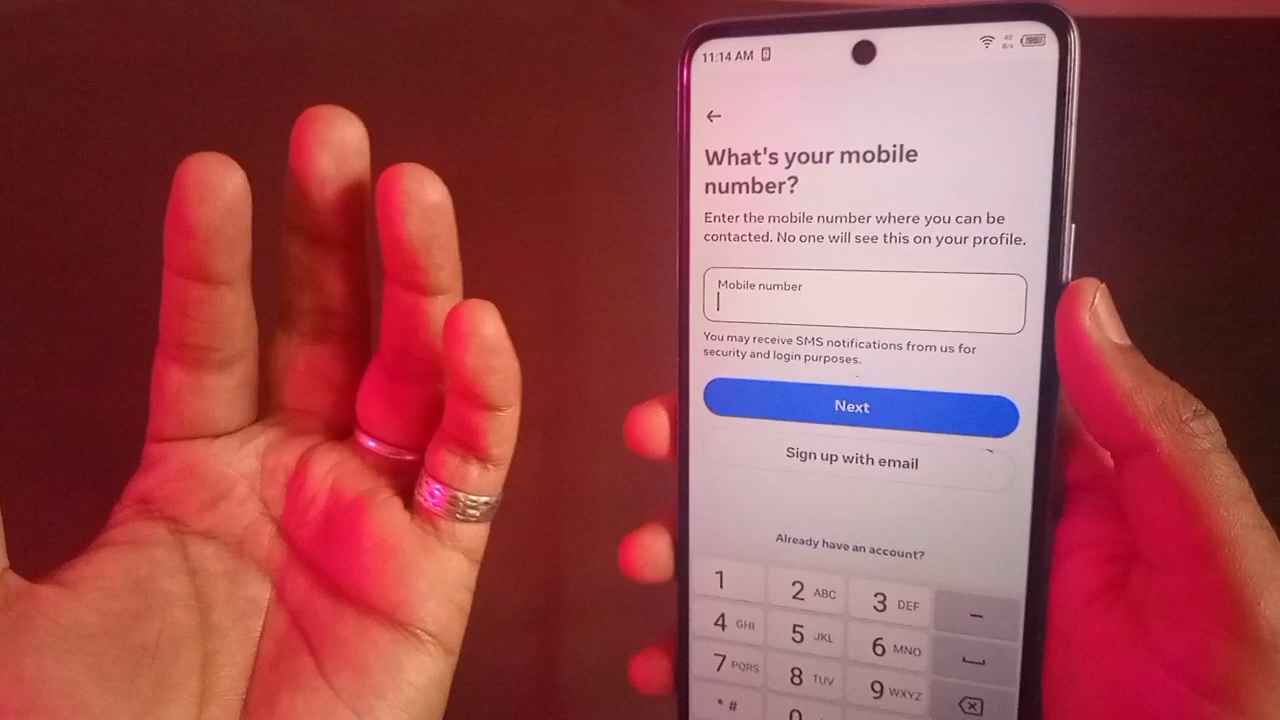 11:14 AM
What's your mobile
number?
Enter the mobile number where you can be
contacted. No one will see this on your profile.
Mobile number
You may receive SMS notifications from us for
security and login purposes.
Next
Sign up with email
Already have an account?
1 2 ABC 3 DEF –
4 GHI 5 JKL 6 MNO
7 PQRS 8 TUV 9 WXYZ
* # 0